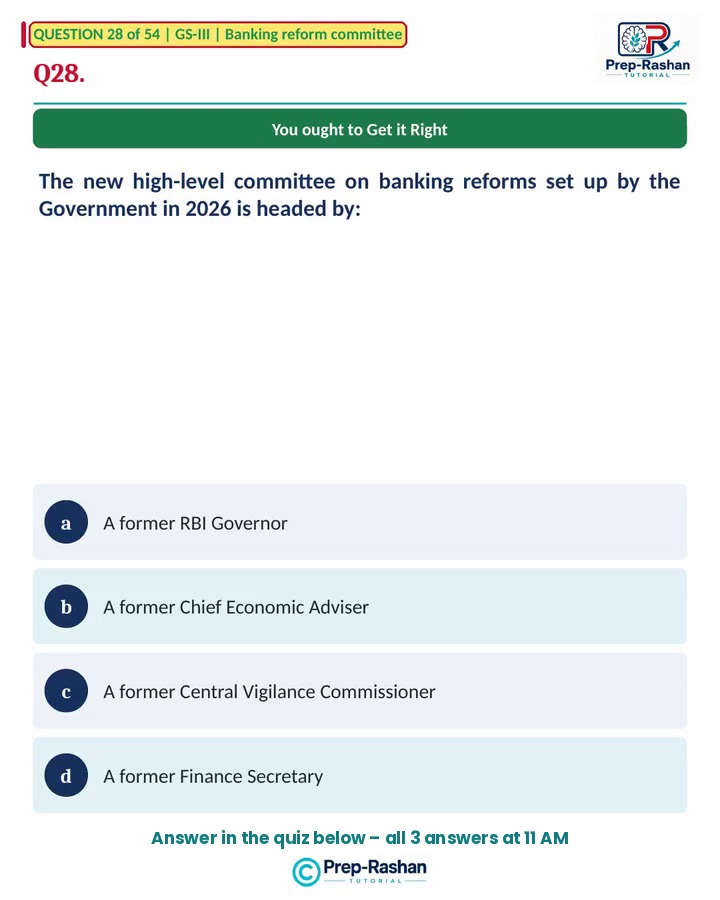 QUESTION 28 of 54 | GS-III | Banking reform committee
Q28.
Prep-Rashan
TUTORIAL
You ought to Get it Right
The new high-level committee on banking reforms set up by the
Government in 2026 is headed by:
a A former RBI Governor
b A former Chief Economic Adviser
c A former Central Vigilance Commissioner
d A former Finance Secretary
Answer in the quiz below – all 3 answers at 11 AM
© Prep-Rashan
TUTORIAL